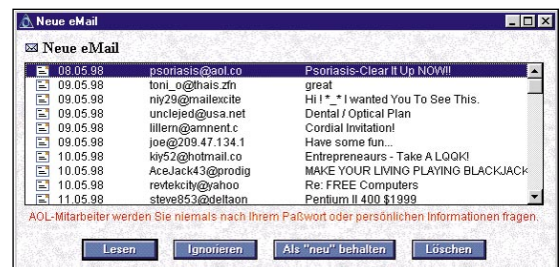 Neue eMail
Neue eMail
08.05.98 psoriasis@aol.co Psoriasis-Clear It Up NOW!!
09.05.98 toni_o@thais.zfn great
09.05.98 niy29@mailexcite Hi ! *_* I wanted You To See This.
09.05.98 unclejed@usa.net Dental / Optical Plan
09.05.98 lillern@amnent.c Cordial Invitation!
09.05.98 joe@209.47.134.1 Have some fun...
10.05.98 kiy52@hotmail.co Entrepreneurs - Take A LQQK!
10.05.98 AceJack43@prodig MAKE YOUR LIVING PLAYING BLACKJACK
10.05.98 revtekcity@yahoo Re: FREE Computers
11.05.98 steve853@deltaon Pentium II 400 $1999
AOL-Mitarbeiter werden Sie niemals nach Ihrem Paßwort oder persönlichen Informationen fragen.
Lesen Ignorieren Als "neu" behalten Löschen